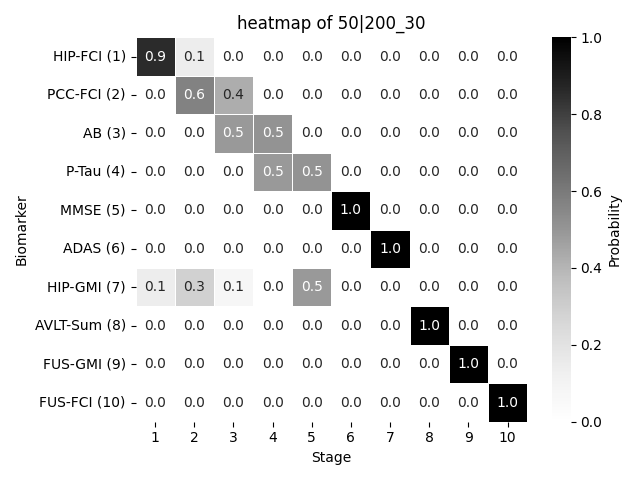 heatmap of 50|200_30
HIP-FCI (1) 0.9 0.1 0.0 0.0 0.0 0.0 0.0 0.0 0.0 0.0
PCC-FCI (2) 0.0 0.6 0.4 0.0 0.0 0.0 0.0 0.0 0.0 0.0
AB (3) 0.0 0.0 0.5 0.5 0.0 0.0 0.0 0.0 0.0 0.0
P-Tau (4) 0.0 0.0 0.0 0.5 0.5 0.0 0.0 0.0 0.0 0.0
MMSE (5) 0.0 0.0 0.0 0.0 0.0 1.0 0.0 0.0 0.0 0.0
ADAS (6) 0.0 0.0 0.0 0.0 0.0 0.0 1.0 0.0 0.0 0.0
HIP-GMI (7) 0.1 0.3 0.1 0.0 0.5 0.0 0.0 0.0 0.0 0.0
AVLT-Sum (8) 0.0 0.0 0.0 0.0 0.0 0.0 0.0 1.0 0.0 0.0
FUS-GMI (9) 0.0 0.0 0.0 0.0 0.0 0.0 0.0 0.0 1.0 0.0
FUS-FCI (10) 0.0 0.0 0.0 0.0 0.0 0.0 0.0 0.0 0.0 1.0
1 2 3 4 5 6 7 8 9 10
Stage
Biomarker
1.0
0.8
0.6
0.4
0.2
0.0
Probability